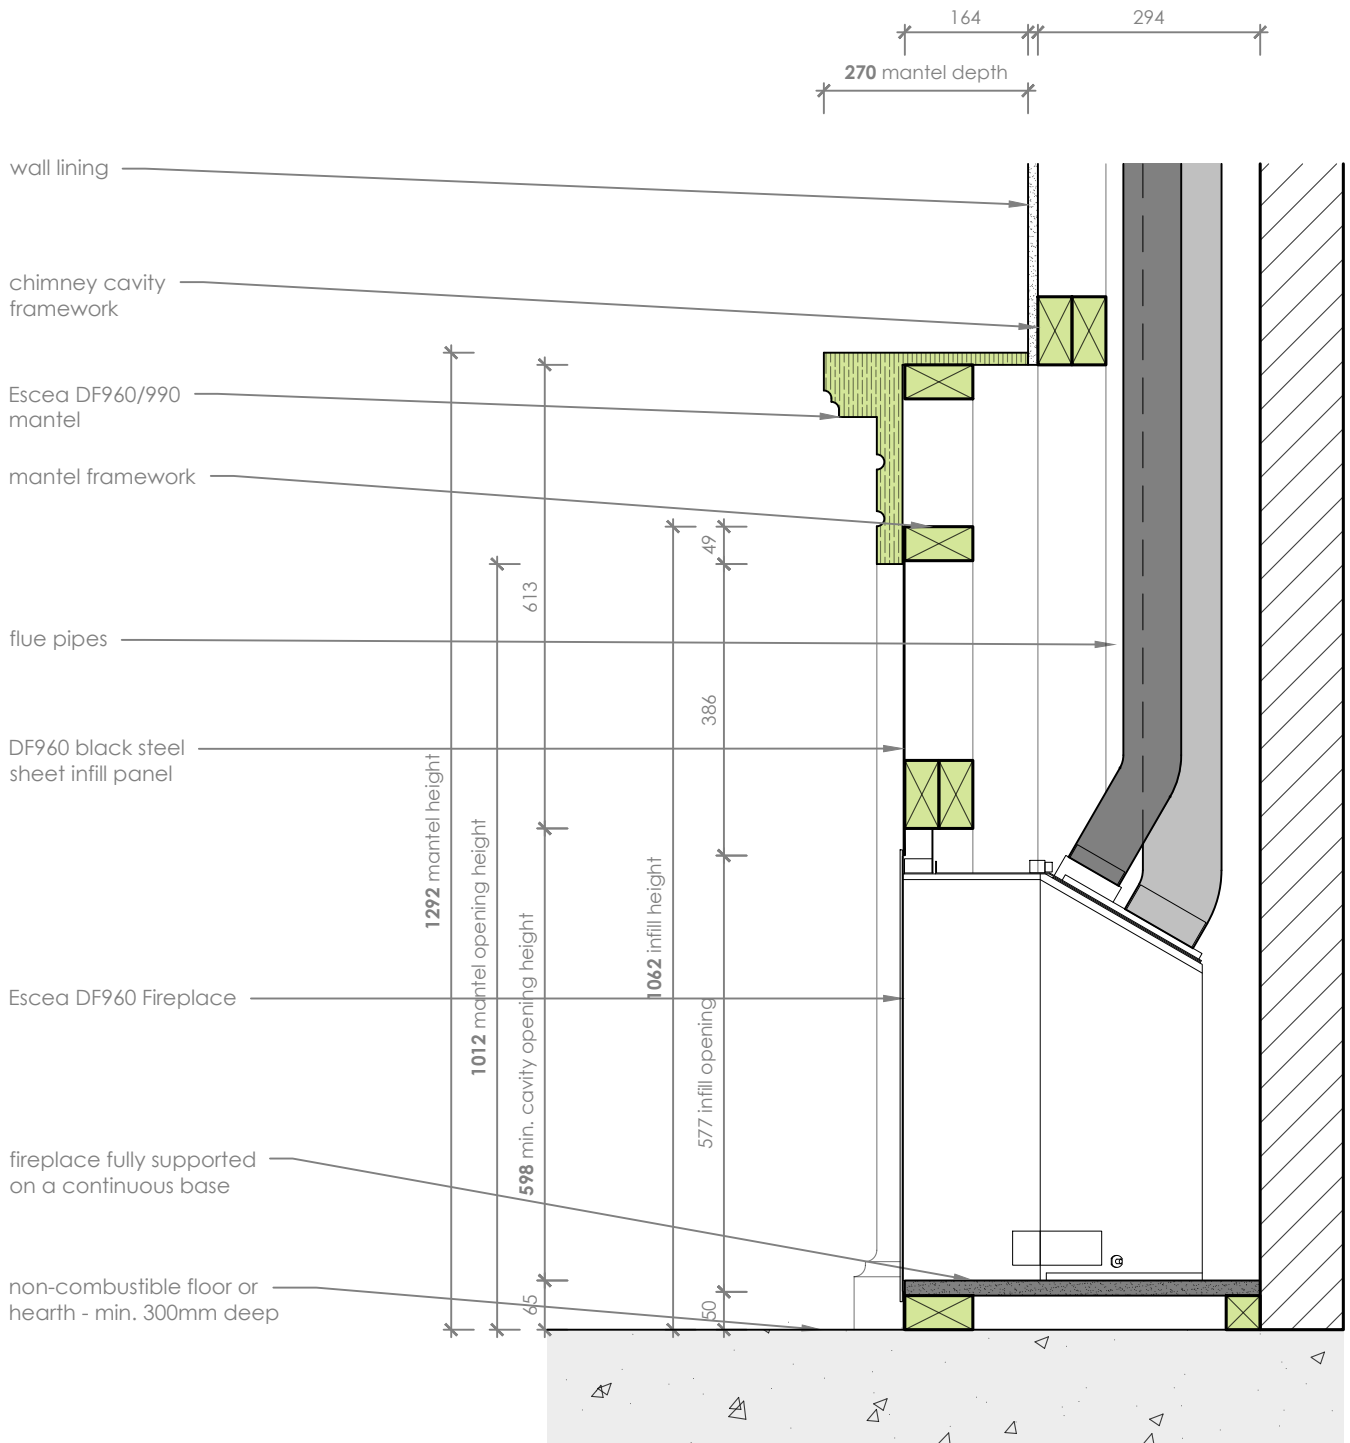 164
294
270 mantel depth
wall lining
chimney cavity
framework
Escea DF960/990
mantel
mantel framework
49
613
flue pipes
386
DF960 black steel
sheet infill panel
1292 mantel height
1012 mantel opening height
598 min. cavity opening height
1062 infill height
577 infill opening
Escea DF960 Fireplace
fireplace fully supported
on a continuous base
non-combustible floor or
hearth - min. 300mm deep
65
50